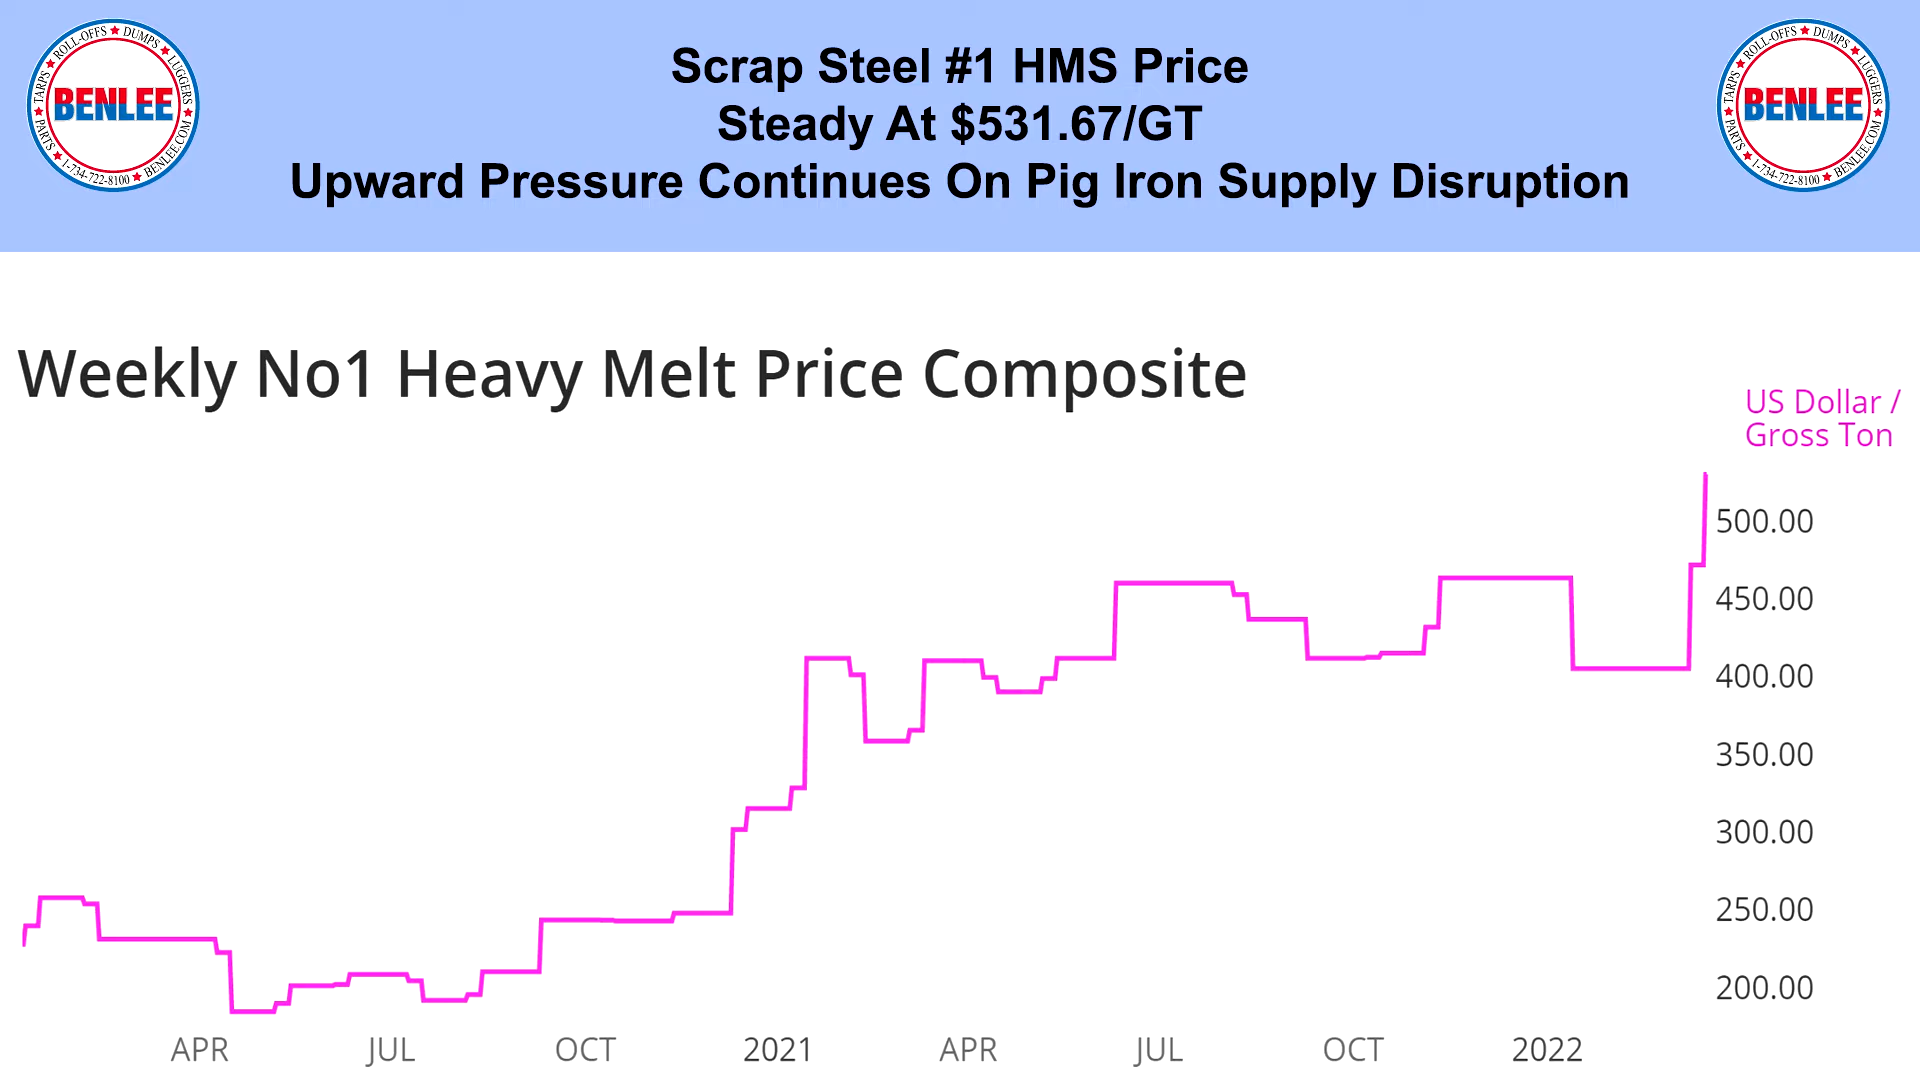 Scrap Steel #1 HMS Price
Steady At $531.67/GT
Upward Pressure Continues On Pig Iron Supply Disruption
TARPS ★ ROLL-OFFS ★ DUMPS ★ LUGGERS ★
BENLEE
PARTS ★ 1-734-722-8100 ★ BENLEE.COM ★
TARPS ★ ROLL-OFFS ★ DUMPS ★ LUGGERS ★
BENLEE
PARTS ★ 1-734-722-8100 ★ BENLEE.COM ★
Weekly No1 Heavy Melt Price Composite
US Dollar /
Gross Ton
500.00
450.00
400.00
350.00
300.00
250.00
200.00
APR JUL OCT 2021 APR JUL OCT 2022